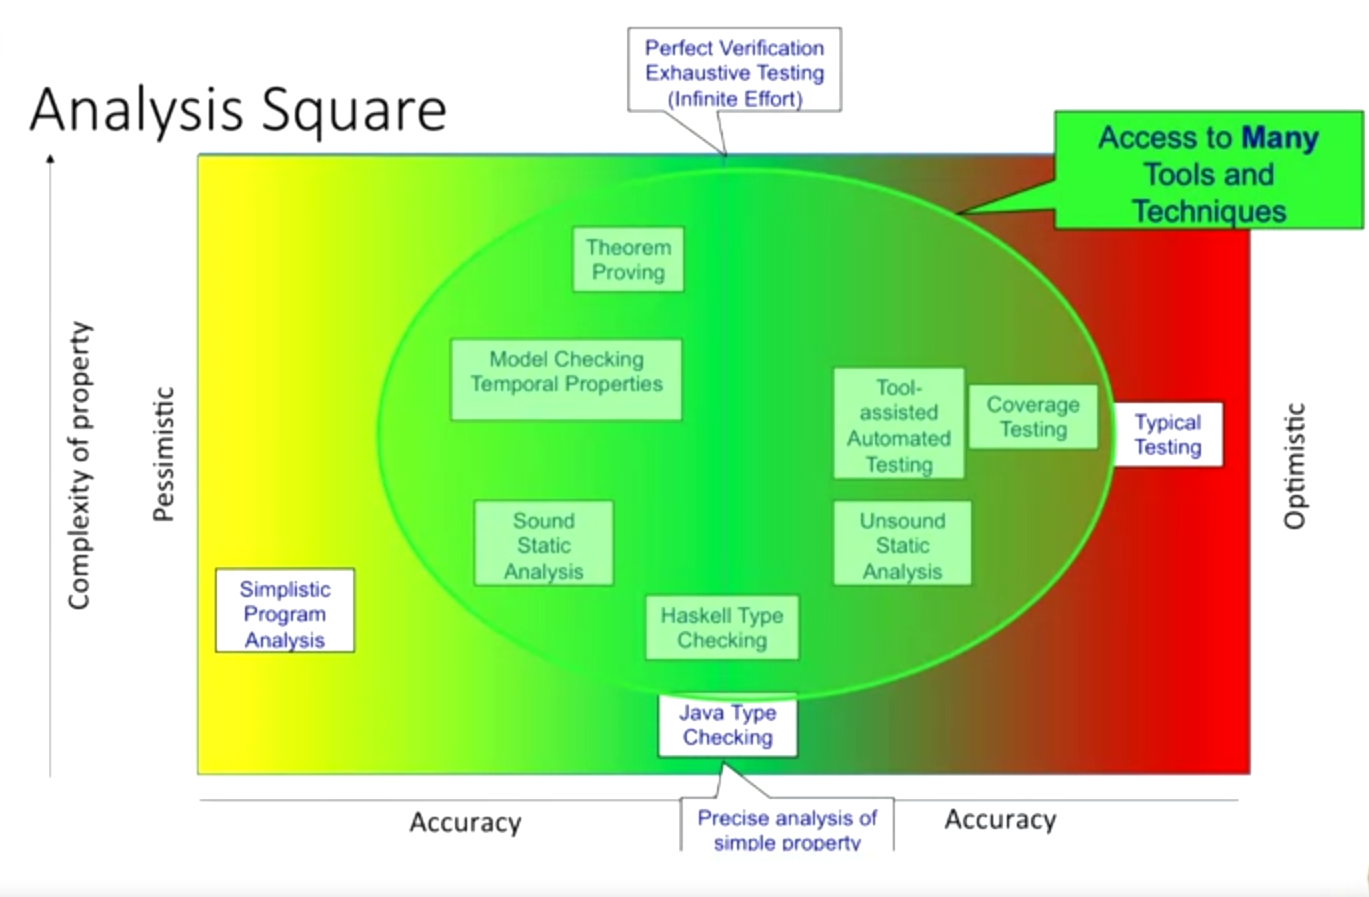 Analysis Square
Perfect Verification
Exhaustive Testing
(Infinite Effort)
Access to Many
Tools and
Techniques
Complexity of property
Pessimistic
Theorem
Proving
Model Checking
Temporal Properties
Tool-
assisted
Automated
Testing
Coverage
Testing
Typical
Testing
Optimistic
Sound
Static
Analysis
Unsound
Static
Analysis
Simplistic
Program
Analysis
Haskell Type
Checking
Java Type
Checking
Accuracy
Precise analysis of
simple property
Accuracy